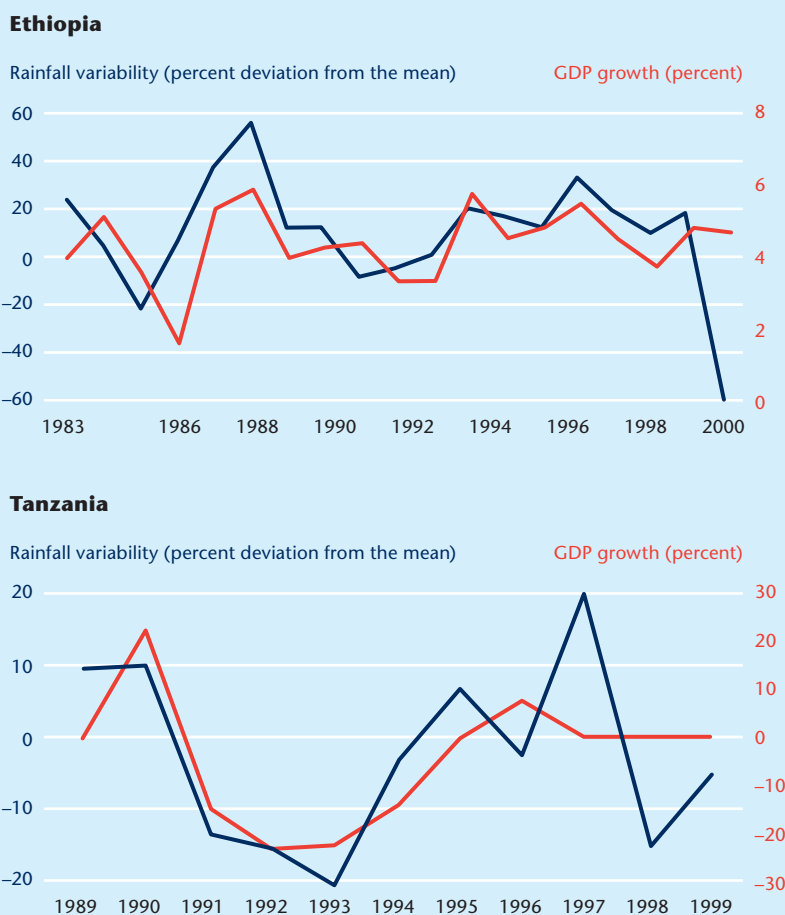 Ethiopia
Rainfall variability (percent deviation from the mean) GDP growth (percent)
60 8
40 6
20
0 4
–20
2
–40
–60 0
1983 1986 1988 1990 1992 1994 1996 1998 2000
Tanzania
Rainfall variability (percent deviation from the mean) GDP growth (percent)
20 30
20
10 10
0 0
–10 –10
–20
–20 –30
1989 1990 1991 1992 1993 1994 1995 1996 1997 1998 1999